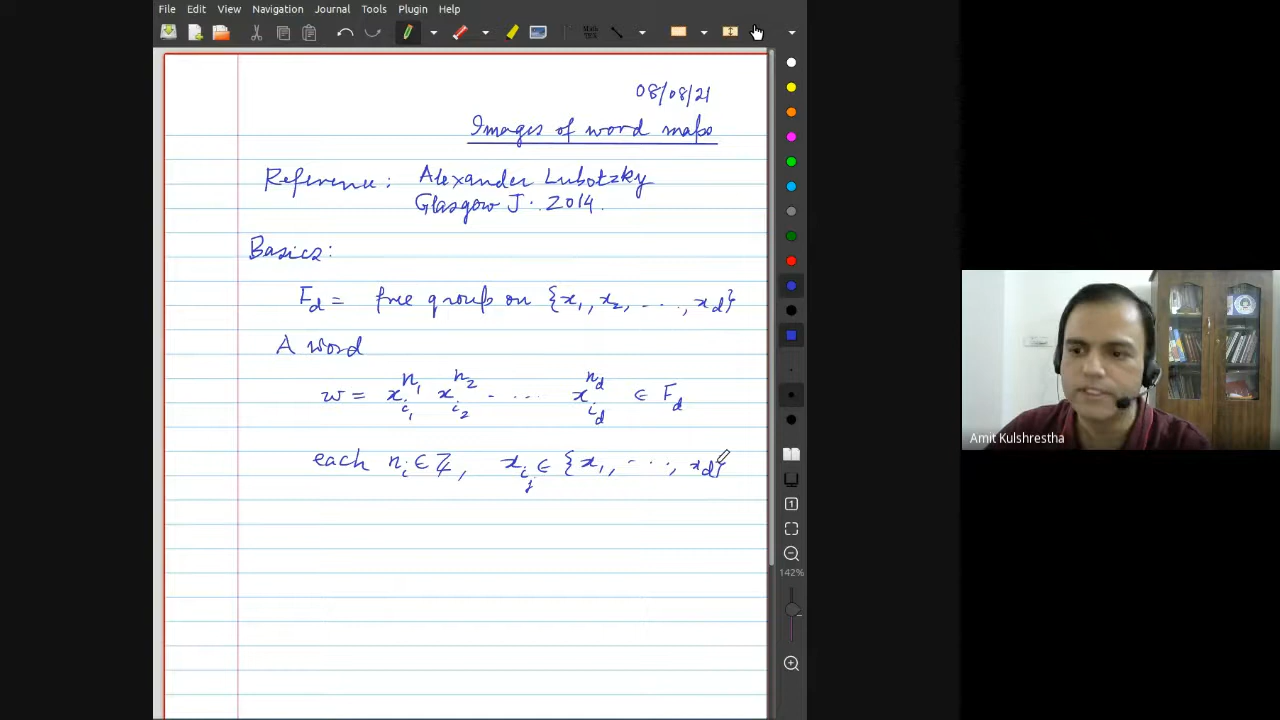 File Edit View Navigation Journal Tools Plugin Help
08/08/21
Images of word maps
Reference: Alexander Lubotzky
Glasgow J. 2014.
Basics:
F_d = free group on {x_1, x_2, ....., x_d}
A word
w = x_{i_1}^{n_1} x_{i_2}^{n_2} ..... x_{i_d}^{n_d} ∈ F_d
each n_i ∈ ℤ, x_{i_j} ∈ {x_1, ...., x_d}
Amit Kulshrestha
1
142%